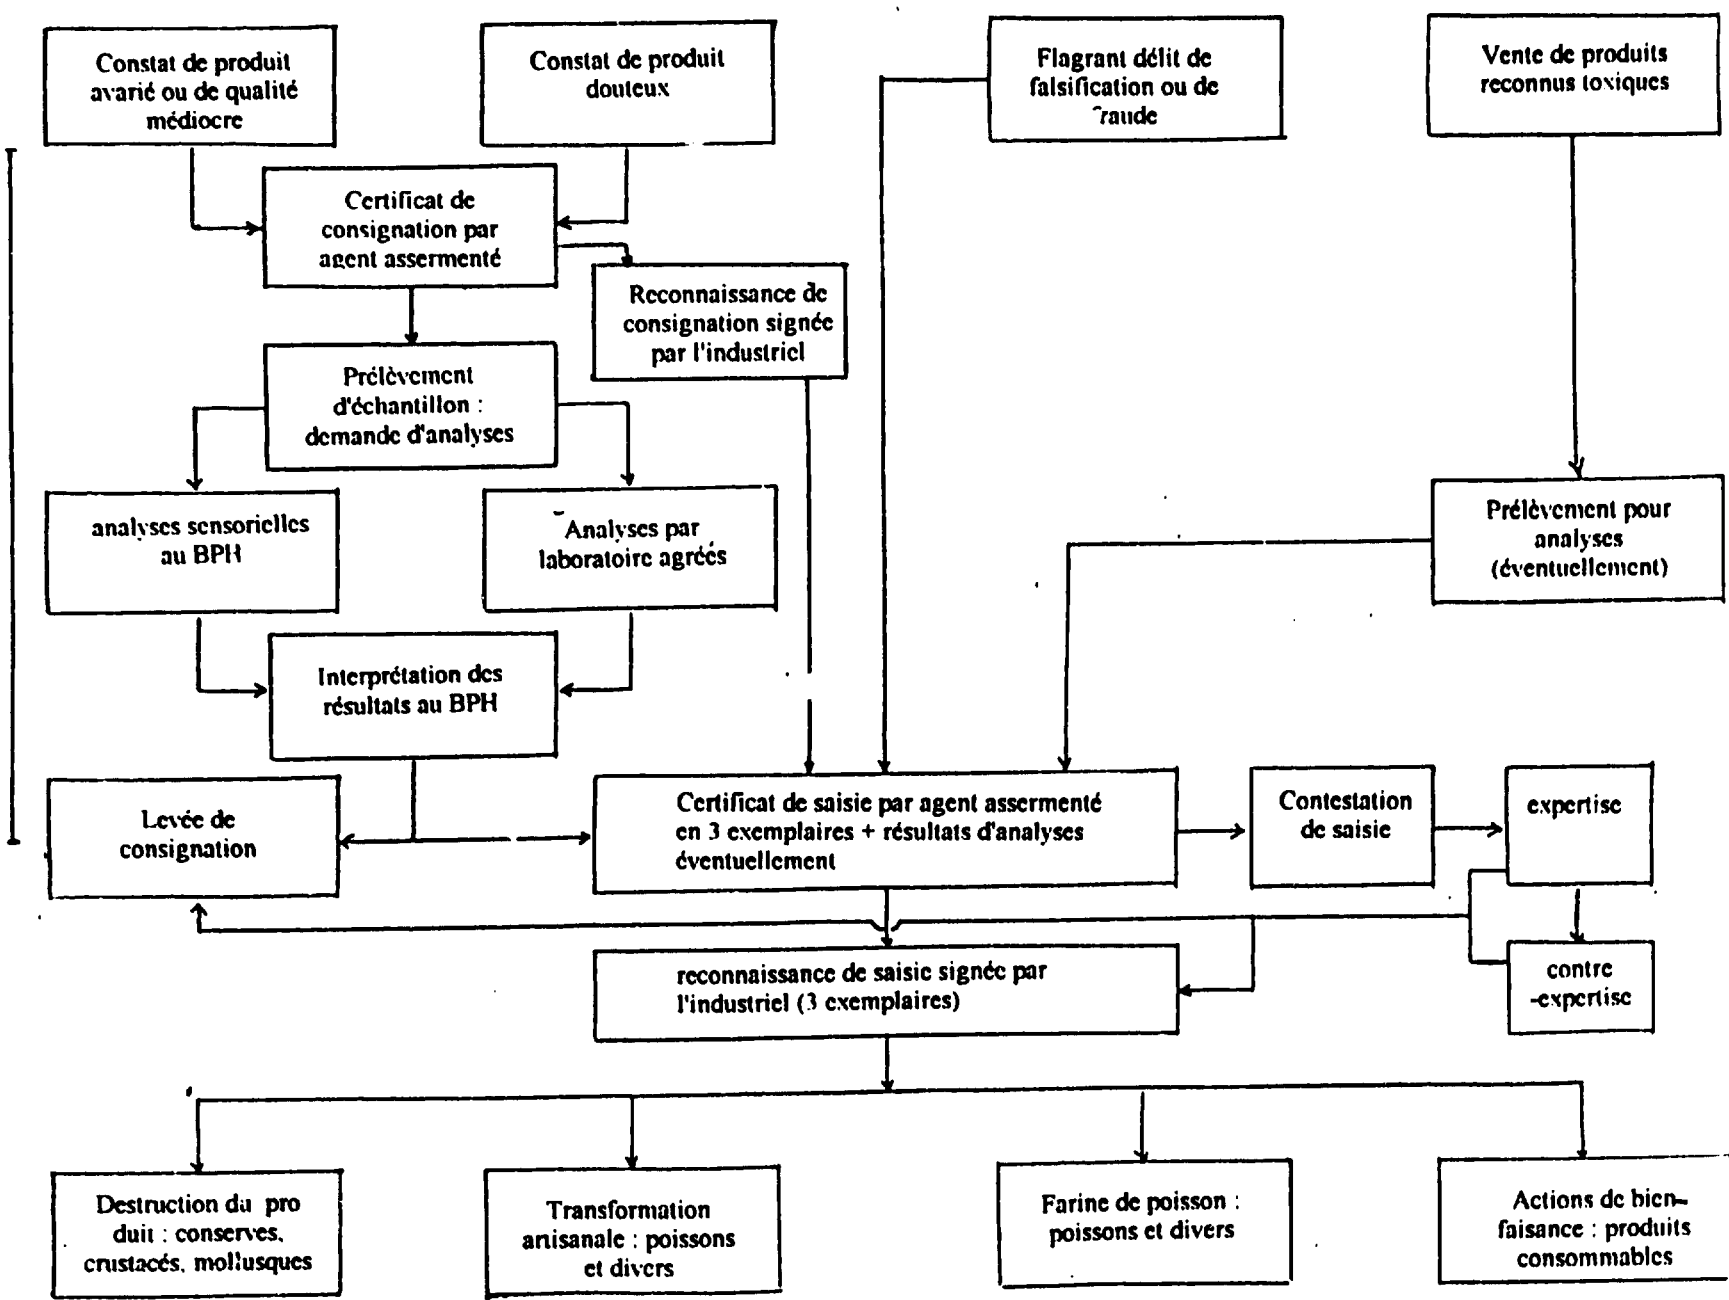 Constat de produit
avarié ou de qualité
médiocre
Constat de produit
douteux
Flagrant délit de
falsification ou de
raude
Vente de produits
reconnus toxiques
Certificat de
consignation par
agent assermenté
Reconnaissance de
consignation signée
par l'industriel
Prélèvement
d'échantillon :
demande d'analyses
analyses sensorielles
au BPH
Analyses par
laboratoire agréés
Prélèvement pour
analyses
(éventuellement)
Interprétation des
résultats au BPH
Levée de
consignation
Certificat de saisie par agent assermenté
en 3 exemplaires + résultats d'analyses
éventuellement
Contestation
de saisie
expertise
reconnaissance de saisie signée par
l'industriel (3 exemplaires)
contre
-expertise
Destruction du pro
duit : conserves,
crustacés, mollusques
Transformation
artisanale : poissons
et divers
Farine de poisson :
poissons et divers
Actions de bien-
faisance : produits
consommables